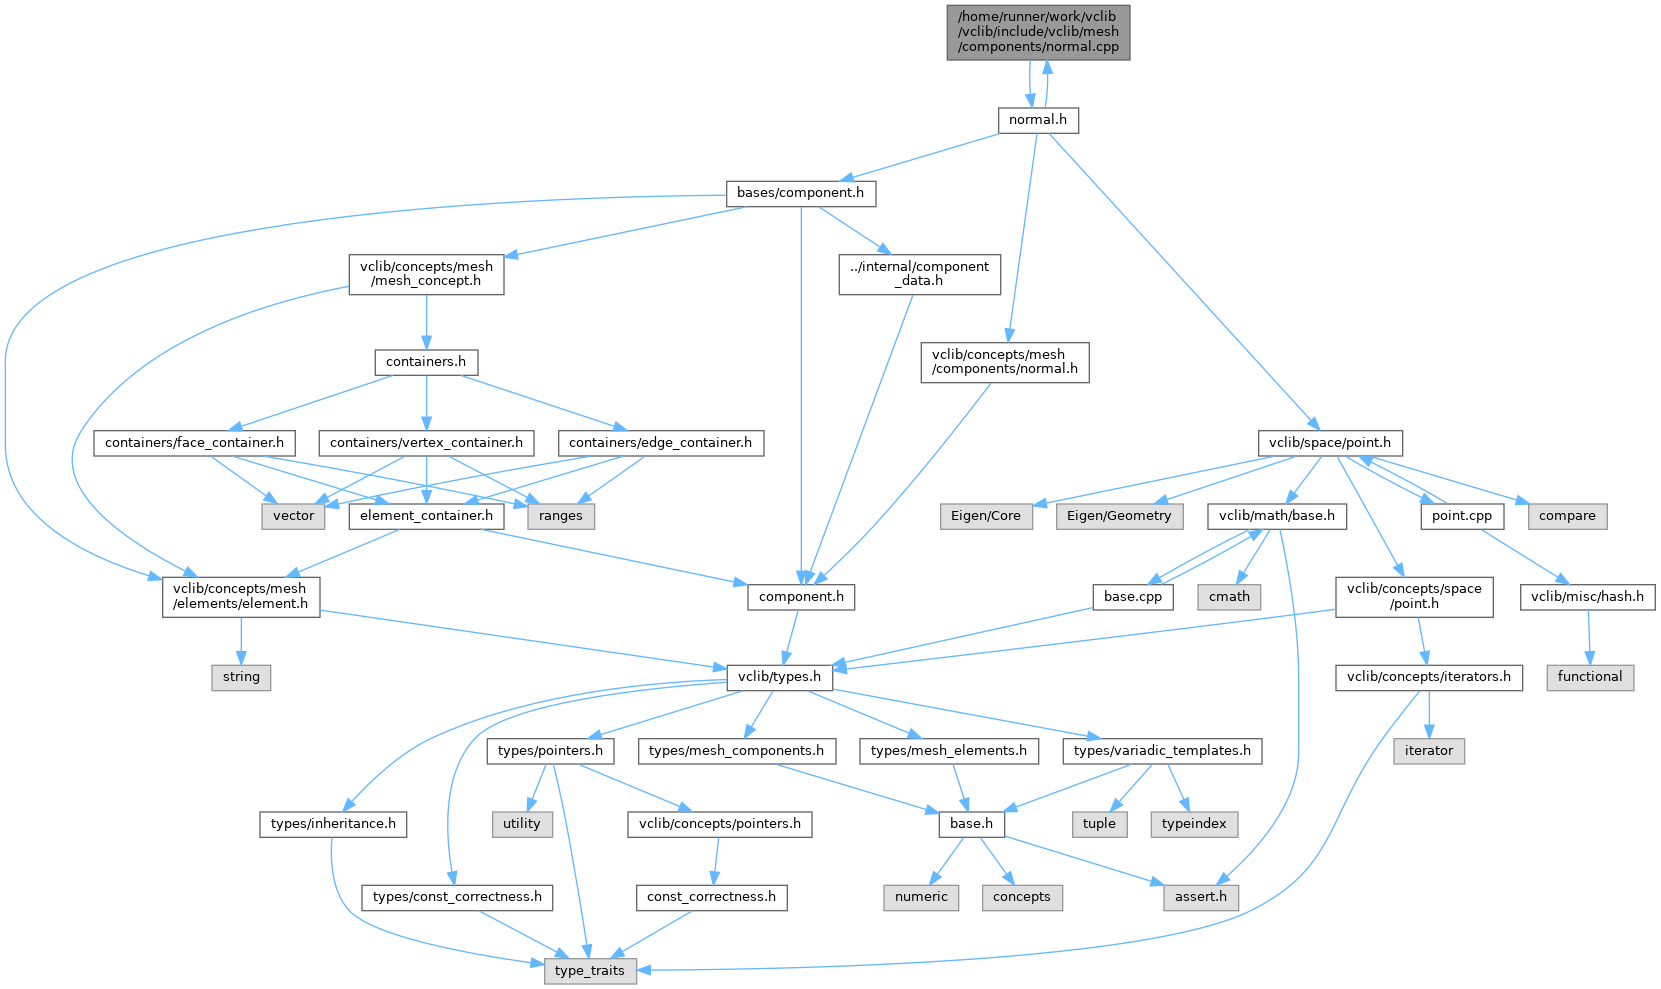 /home/runner/work/vclib
/vclib/include/vclib/mesh
/components/normal.cpp
normal.h
bases/component.h
vclib/concepts/mesh
/mesh_concept.h
../internal/component
_data.h
containers.h
vclib/concepts/mesh
/components/normal.h
containers/face_container.h
containers/vertex_container.h
containers/edge_container.h
vclib/space/point.h
vector
element_container.h
ranges
Eigen/Core
Eigen/Geometry
vclib/math/base.h
point.cpp
compare
vclib/concepts/mesh
/elements/element.h
component.h
base.cpp
cmath
vclib/concepts/space
/point.h
vclib/misc/hash.h
string
vclib/types.h
vclib/concepts/iterators.h
functional
types/pointers.h
types/mesh_components.h
types/mesh_elements.h
types/variadic_templates.h
iterator
types/inheritance.h
utility
vclib/concepts/pointers.h
base.h
tuple
typeindex
types/const_correctness.h
const_correctness.h
numeric
concepts
assert.h
type_traits